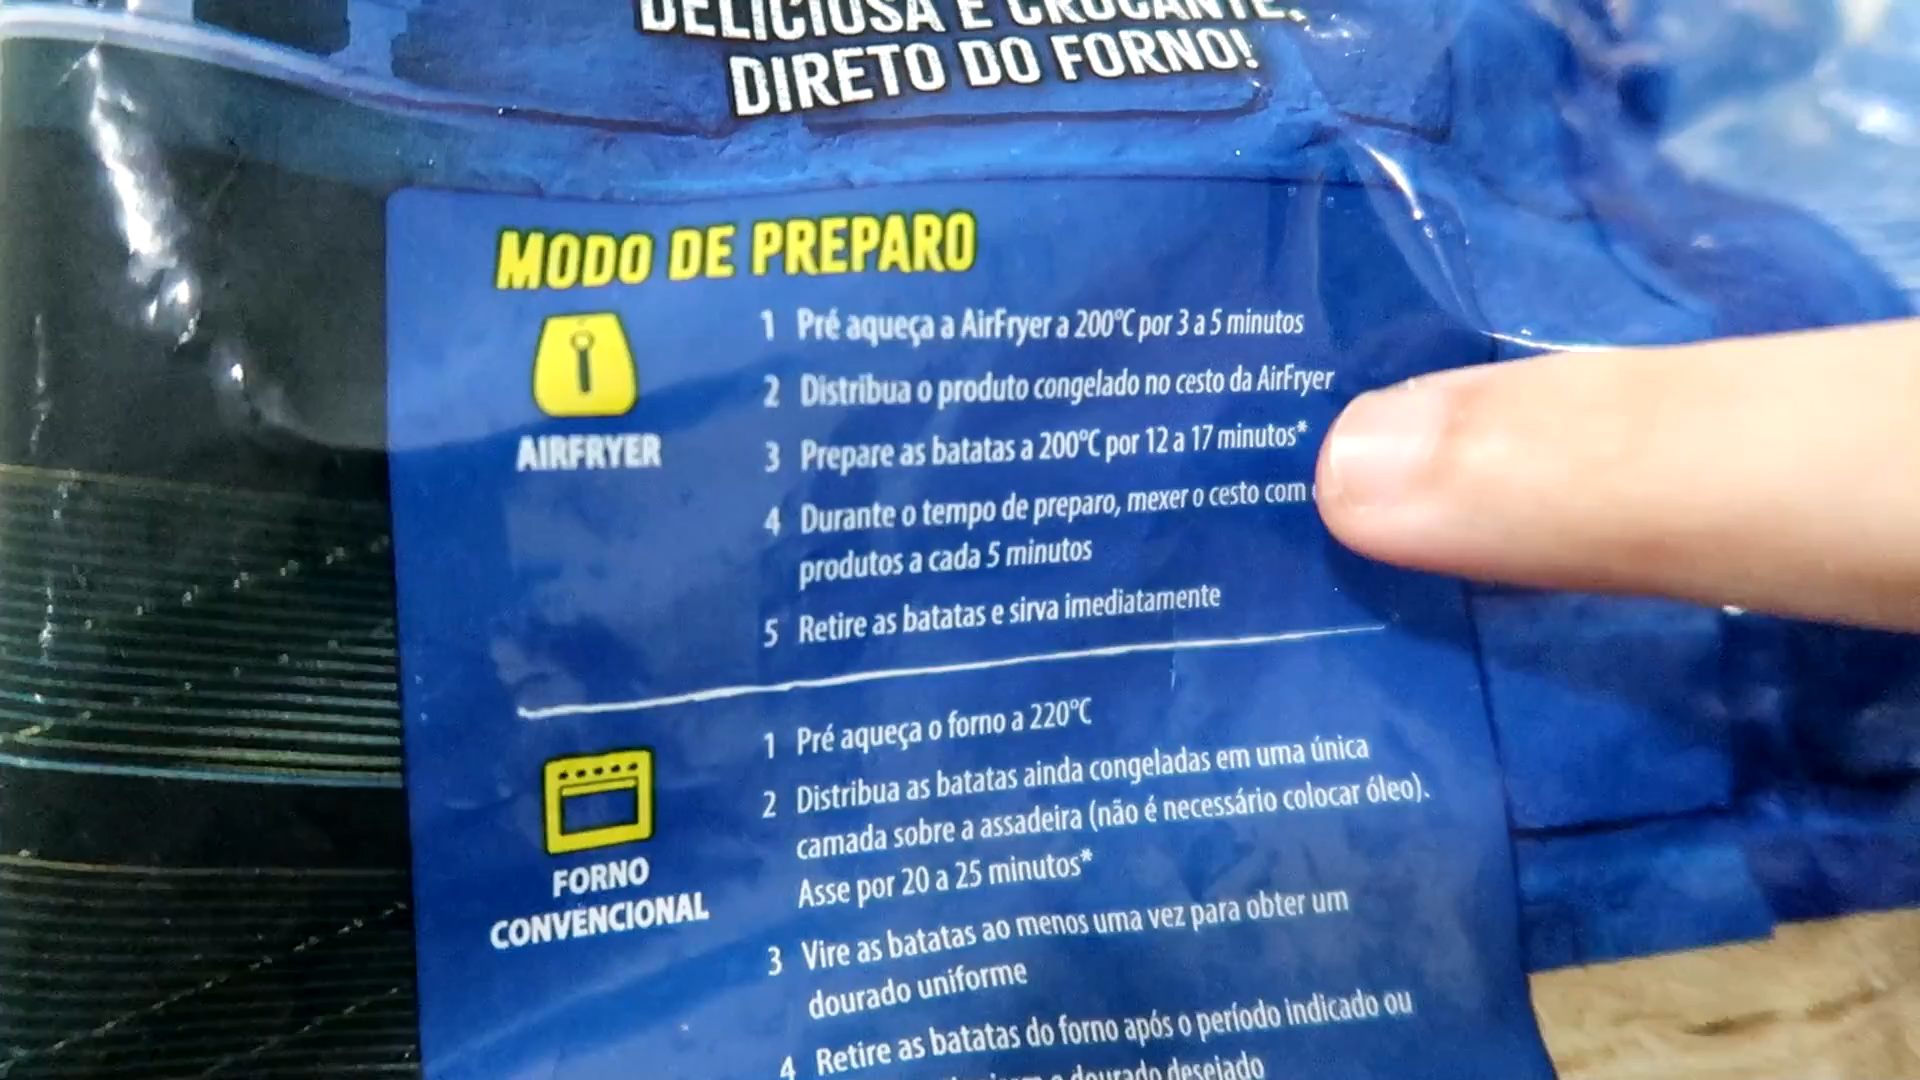 DELICIOSA E CROCANTE,
DIRETO DO FORNO!
MODO DE PREPARO
AIRFRYER
1 Pré aqueça a AirFryer a 200°C por 3 a 5 minutos
2 Distribua o produto congelado no cesto da AirFryer
3 Prepare as batatas a 200°C por 12 a 17 minutos*
4 Durante o tempo de preparo, mexer o cesto com
produtos a cada 5 minutos
5 Retire as batatas e sirva imediatamente
FORNO
CONVENCIONAL
1 Pré aqueça o forno a 220°C
2 Distribua as batatas ainda congeladas em uma única
camada sobre a assadeira (não é necessário colocar óleo).
Asse por 20 a 25 minutos*
3 Vire as batatas ao menos uma vez para obter um
dourado uniforme
4 Retire as batatas do forno após o período indicado ou
o dourado desejado